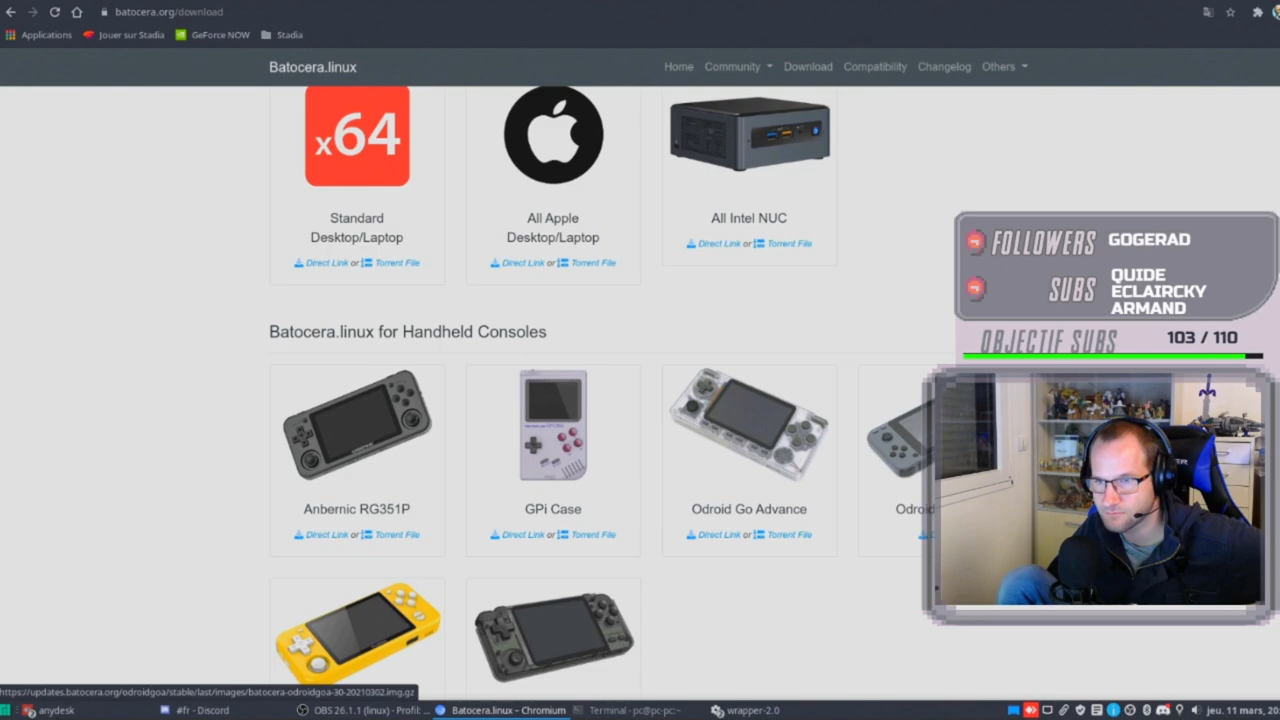 batocera.org/download
Applications Jouer sur Stadia GeForce NOW Stadia
Batocera.linux Home Community Download Compatibility Changelog Others
x64
Standard
Desktop/Laptop
Direct Link or Torrent File
All Apple
Desktop/Laptop
Direct Link or Torrent File
All Intel NUC
Direct Link or Torrent File
FOLLOWERS GOGERAD
SUBS QUIDE
ECLAIRCKY
ARMAND
OBJECTIF SUBS 103 / 110
Batocera.linux for Handheld Consoles
Anbernic RG351P
Direct Link or Torrent File
GPi Case
Direct Link or Torrent File
Odroid Go Advance
Direct Link or Torrent File
Odroid
https://updates.batocera.org/odroidgoa/stable/last/images/batocera-odroidgoa-30-20210302.img.gz
anydesk #fr - Discord OBS 26.1.1 (linux) - Profil: ... Batocera.linux - Chromium Terminal - pc@pc-pc:~ wrapper-2.0 jeu. 11 mars, 20